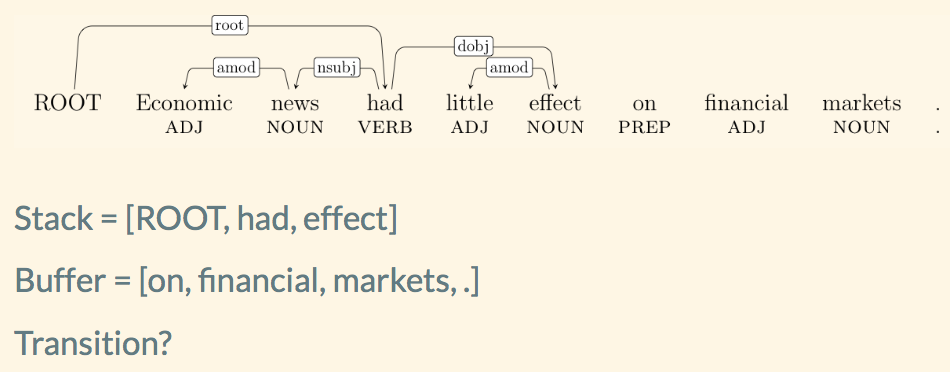 root
dobj
amod nsubj amod
ROOT Economic news had little effect on financial markets .
ADJ NOUN VERB ADJ NOUN PREP ADJ NOUN .
Stack = [ROOT, had, effect]
Buffer = [on, financial, markets, .]
Transition?